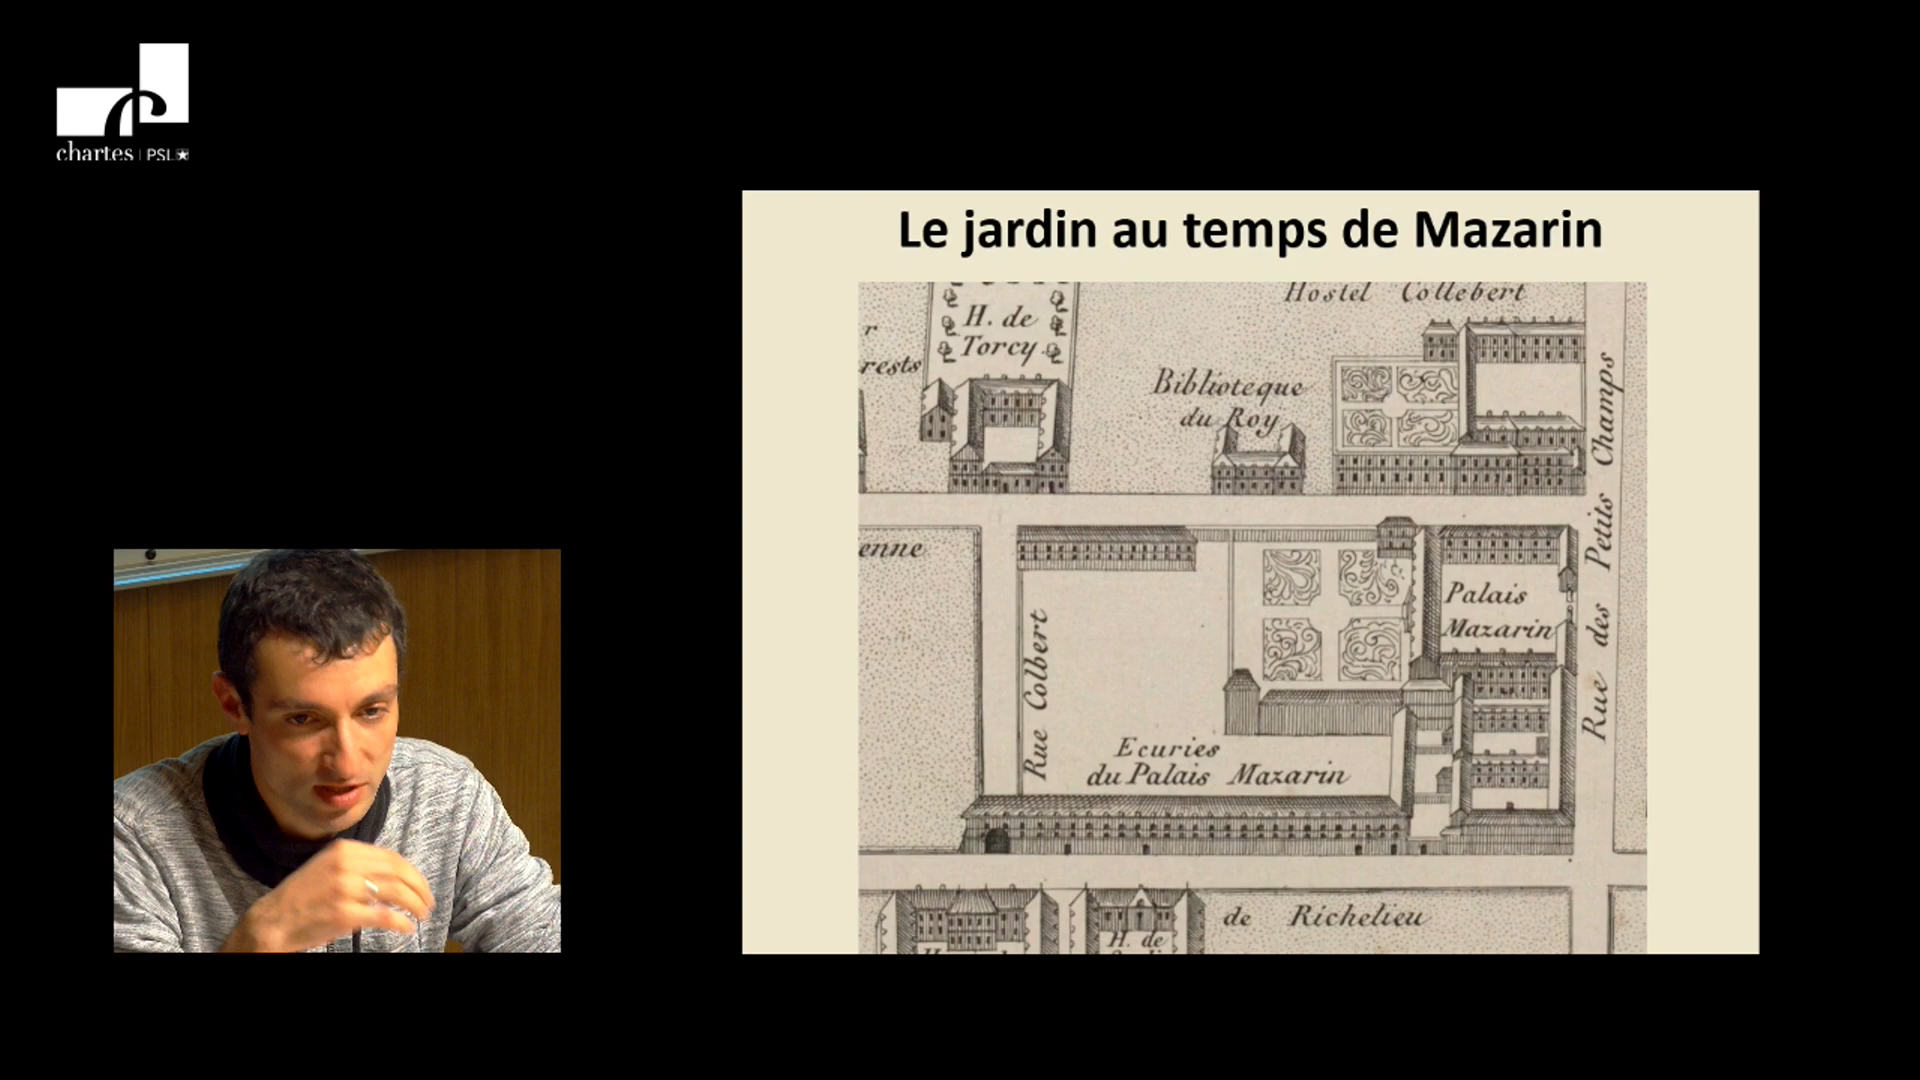 chartes | PSL★
Le jardin au temps de Mazarin
Hostel Collebert
H. de
Torcy
r
rests
Biblioteque
du Roy
Rue des Petits Champs
enne
Palais
Mazarin
Rue Colbert
Ecuries
du Palais Mazarin
de Richelieu
H. de